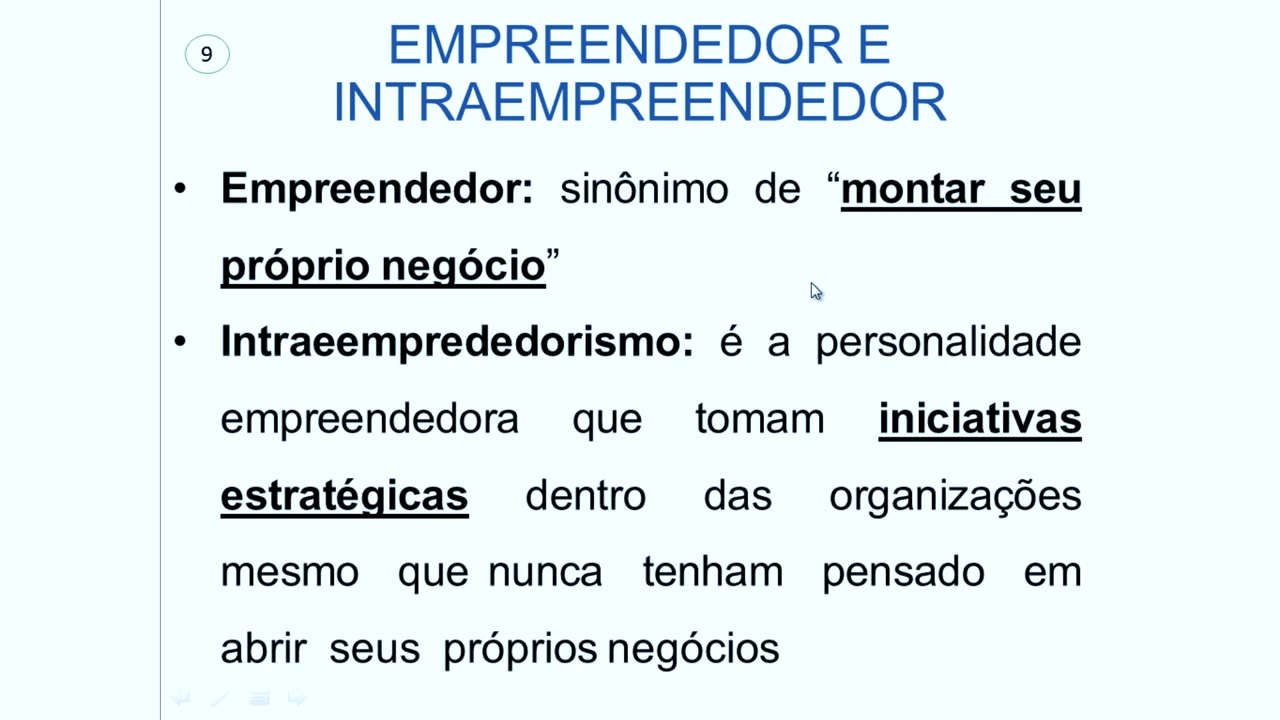 9
EMPREENDEDOR E
INTRAEMPREENDEDOR
• Empreendedor: sinônimo de “montar seu
próprio negócio”
• Intraeemprededorismo: é a personalidade
empreendedora que tomam iniciativas
estratégicas dentro das organizações
mesmo que nunca tenham pensado em
abrir seus próprios negócios